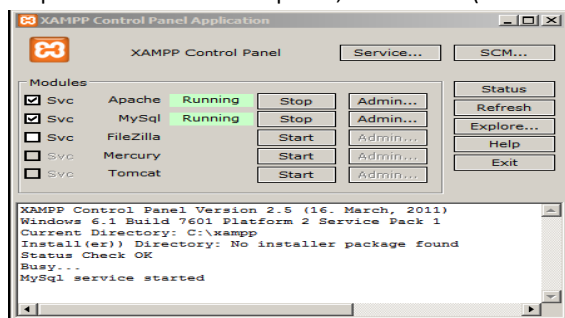 XAMPP Control Panel Application
XAMPP Control Panel Service... SCM...
Modules
Svc Apache Running Stop Admin...
Svc MySql Running Stop Admin...
Svc FileZilla Start Admin...
Svc Mercury Start Admin...
Svc Tomcat Start Admin...
Status
Refresh
Explore...
Help
Exit
XAMPP Control Panel Version 2.5 (16. March, 2011)
Windows 6.1 Build 7601 Platform 2 Service Pack 1
Current Directory: C:\xampp
Install(er)) Directory: No installer package found
Status Check OK
Busy...
MySql service started